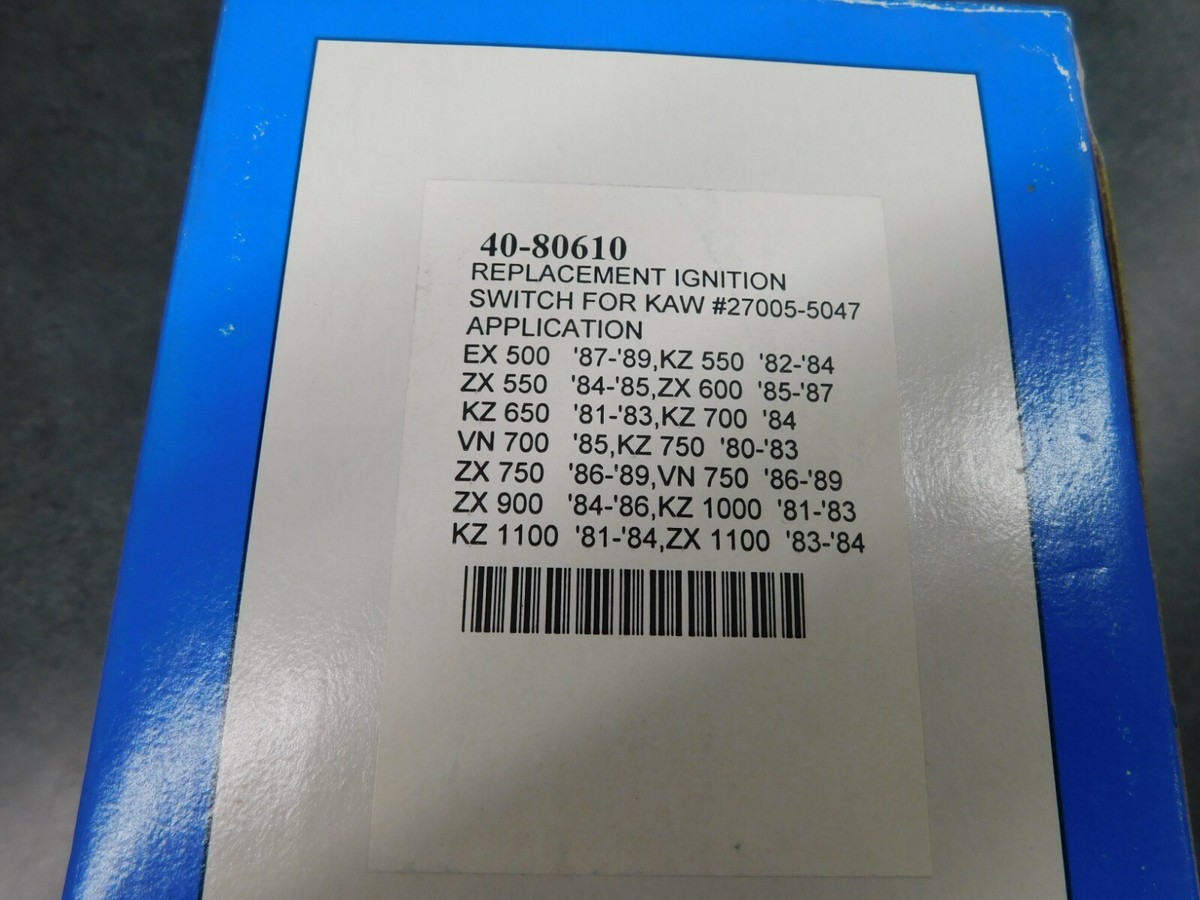 40-80610
REPLACEMENT IGNITION
SWITCH FOR KAW #27005-5047
APPLICATION
EX 500 '87-'89,KZ 550 '82-'84
ZX 550 '84-'85,ZX 600 '85-'87
KZ 650 '81-'83,KZ 700 '84
VN 700 '85,KZ 750 '80-'83
ZX 750 '86-'89,VN 750 '86-'89
ZX 900 '84-'86,KZ 1000 '81-'83
KZ 1100 '81-'84,ZX 1100 '83-'84